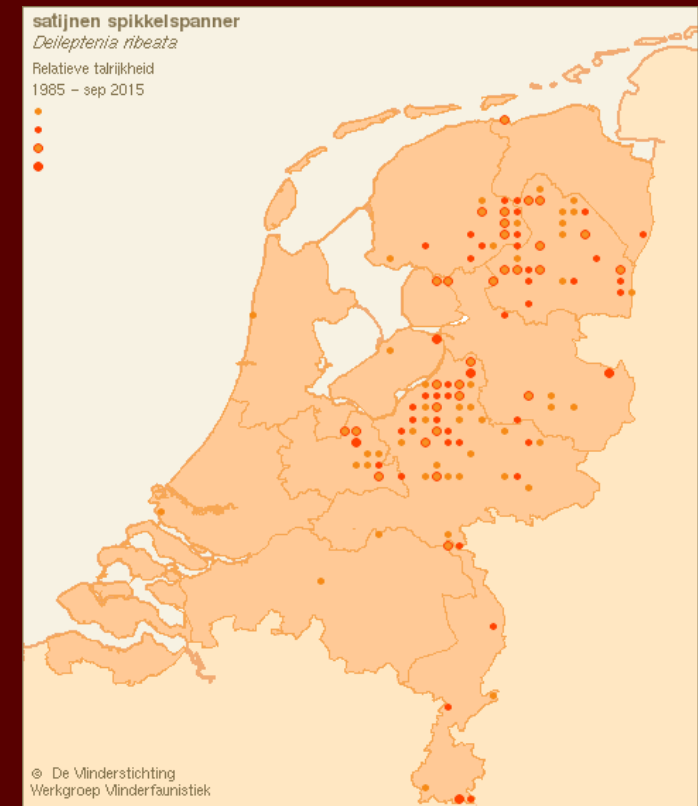 satijnen spikkelspanner
Deileptenia ribeata
Relatieve talrijkheid
1985 - sep 2015
© De Vlinderstichting
Werkgroep Vlinderfaunistiek